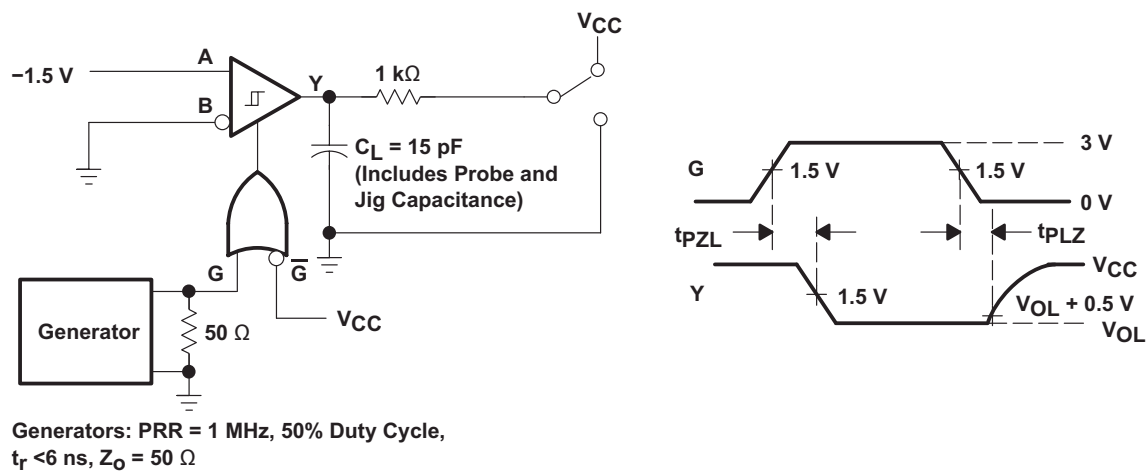 VCC
A
−1.5 V
Y
1 kΩ
B
CL = 15 pF
(Includes Probe and
Jig Capacitance)
G
G
VCC
Generator
50 Ω
Generators: PRR = 1 MHz, 50% Duty Cycle,
tr <6 ns, Zo = 50 Ω
3 V
G
1.5 V
1.5 V
0 V
tPZL
tPLZ
VCC
Y
1.5 V
VOL + 0.5 V
VOL